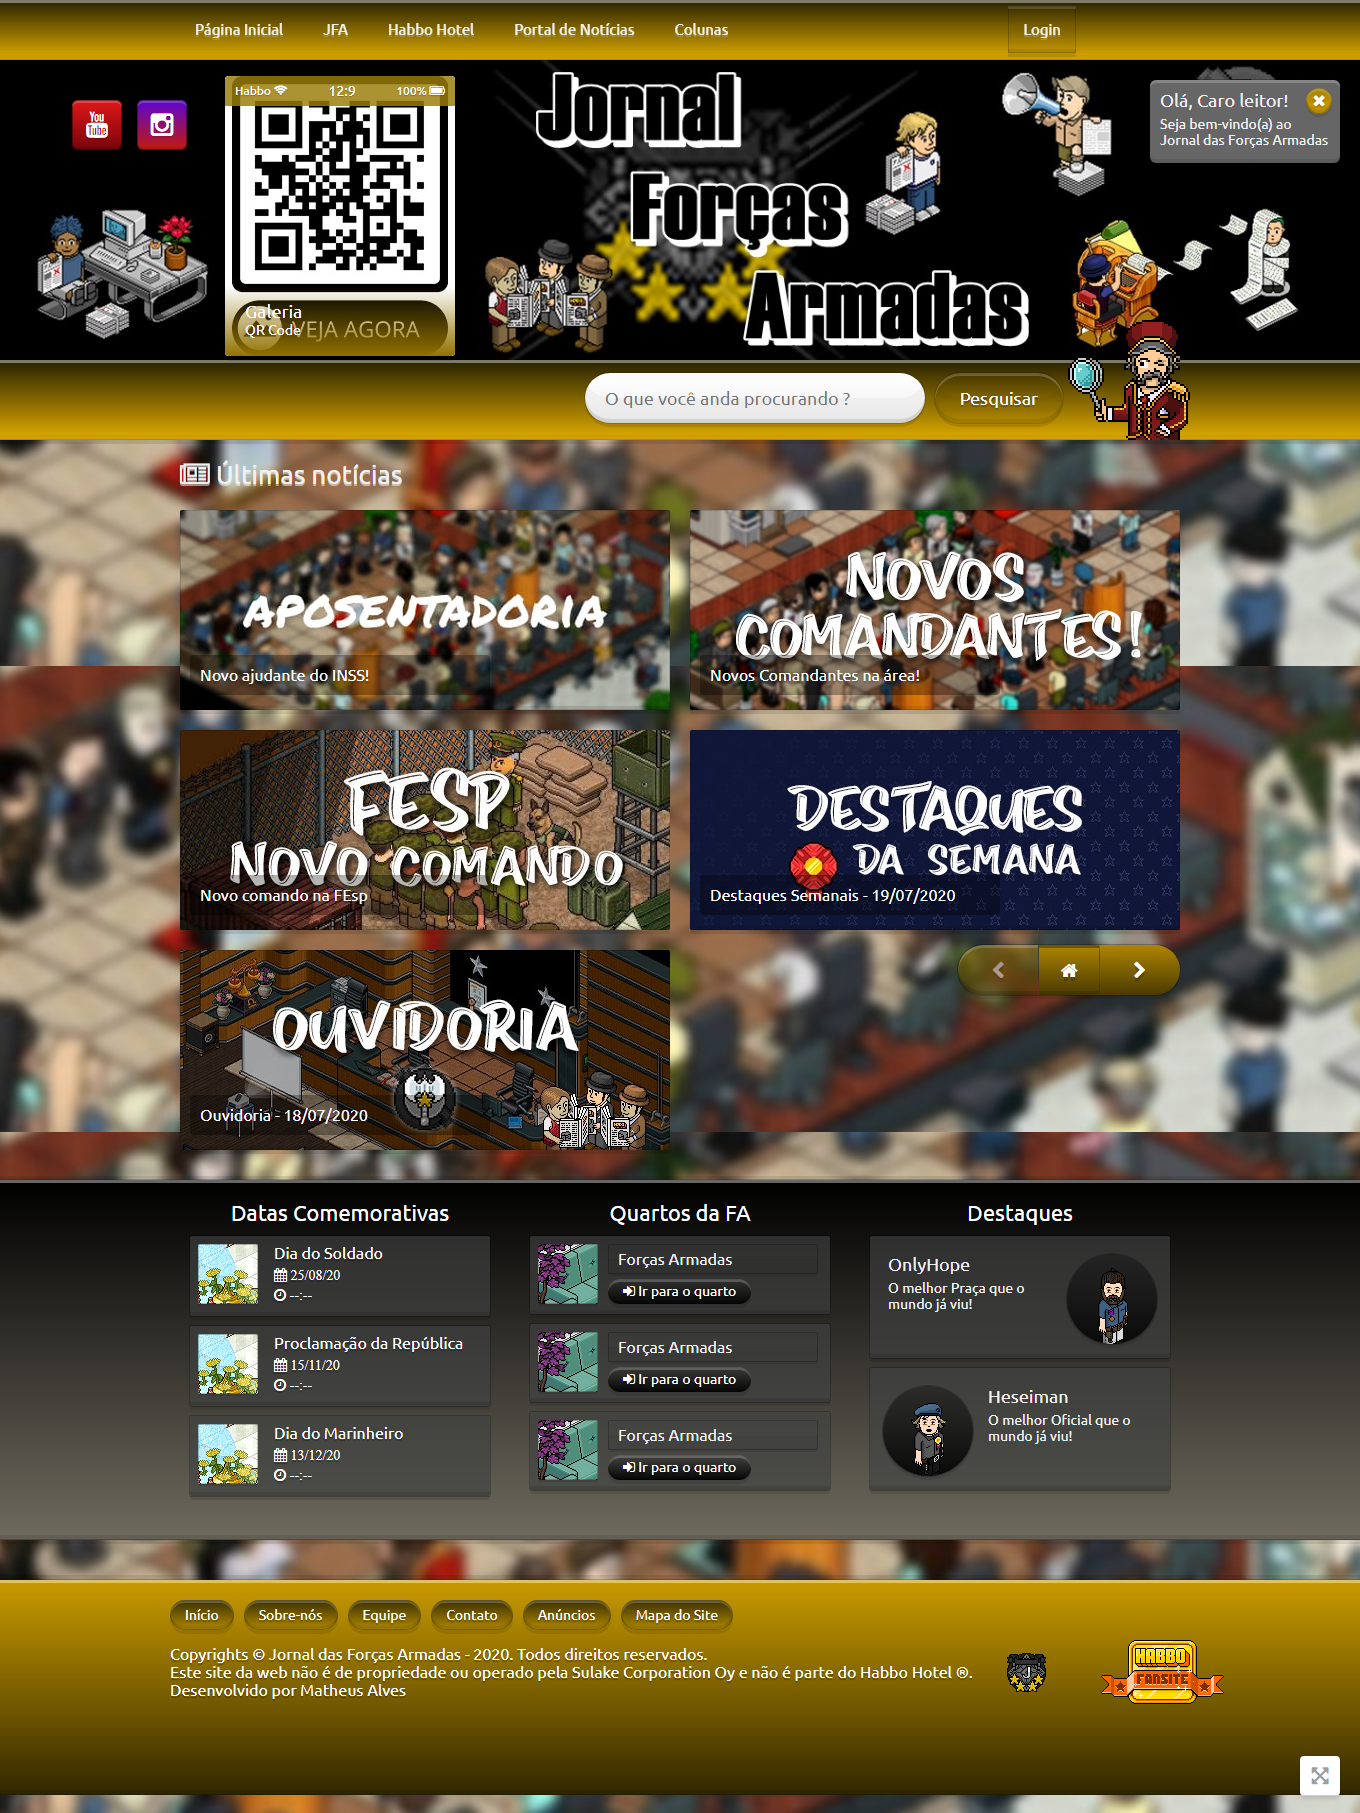 Página Inicial JFA Habbo Hotel Portal de Notícias Colunas Login
You
Tube
Habbo 12:9 100%
Galeria
QR Code
VEJA AGORA
Jornal
Forças
Armadas
Olá, Caro leitor!
Seja bem-vindo(a) ao
Jornal das Forças Armadas
O que você anda procurando ? Pesquisar
Últimas notícias
APOSENTADORIA
Novo ajudante do INSS!
NOVOS
COMANDANTES!
Novos Comandantes na área!
FESP
NOVO COMANDO
Novo comando na FEsp
DESTAQUES
DA SEMANA
Destaques Semanais - 19/07/2020
OUVIDORIA
Ouvidoria - 18/07/2020
Datas Comemorativas
Dia do Soldado
25/08/20
--:--
Proclamação da República
15/11/20
--:--
Dia do Marinheiro
13/12/20
--:--
Quartos da FA
Forças Armadas
Ir para o quarto
Forças Armadas
Ir para o quarto
Forças Armadas
Ir para o quarto
Destaques
OnlyHope
O melhor Praça que o
mundo já viu!
Heseiman
O melhor Oficial que o
mundo já viu!
Início Sobre-nós Equipe Contato Anúncios Mapa do Site
Copyrights © Jornal das Forças Armadas - 2020. Todos direitos reservados.
Este site da web não é de propriedade ou operado pela Sulake Corporation Oy e não é parte do Habbo Hotel ®.
Desenvolvido por Matheus Alves
J
HABBO
FANSITE